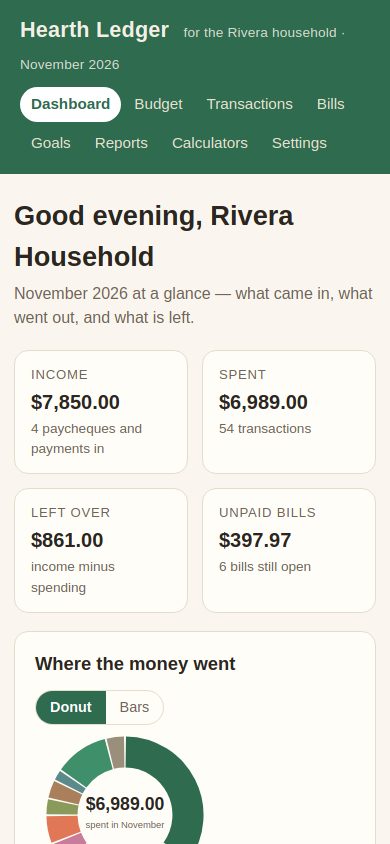 Hearth Ledger for the Rivera household ·
November 2026
Dashboard Budget Transactions Bills
Goals Reports Calculators Settings
Good evening, Rivera
Household
November 2026 at a glance — what came in, what
went out, and what is left.
INCOME
$7,850.00
4 paycheques and
payments in
SPENT
$6,989.00
54 transactions
LEFT OVER
$861.00
income minus
spending
UNPAID BILLS
$397.97
6 bills still open
Where the money went
Donut Bars
$6,989.00
spent in November